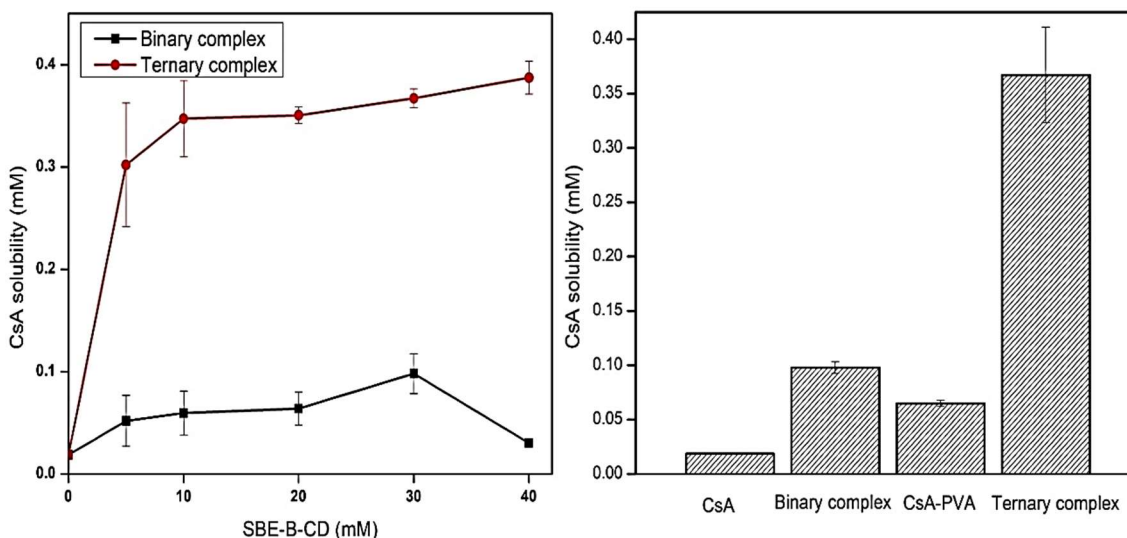 Binary complex
Ternary complex
CsA solubility (mM)
0.4
0.3
0.2
0.1
0.0
0 10 20 30 40
SBE-B-CD (mM)
CsA solubility (mM)
0.40
0.35
0.30
0.25
0.20
0.15
0.10
0.05
0.00
CsA Binary complex CsA-PVA Ternary complex